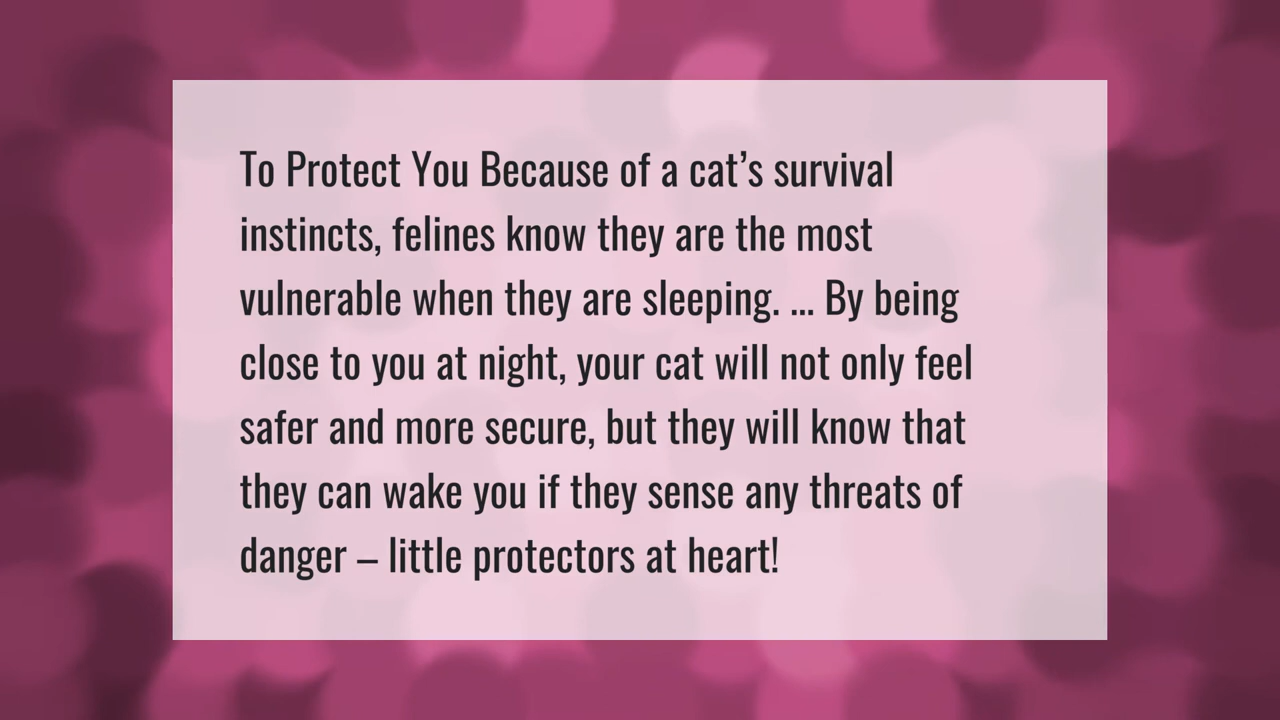 To Protect You Because of a cat’s survival
instincts, felines know they are the most
vulnerable when they are sleeping. ... By being
close to you at night, your cat will not only feel
safer and more secure, but they will know that
they can wake you if they sense any threats of
danger – little protectors at heart!